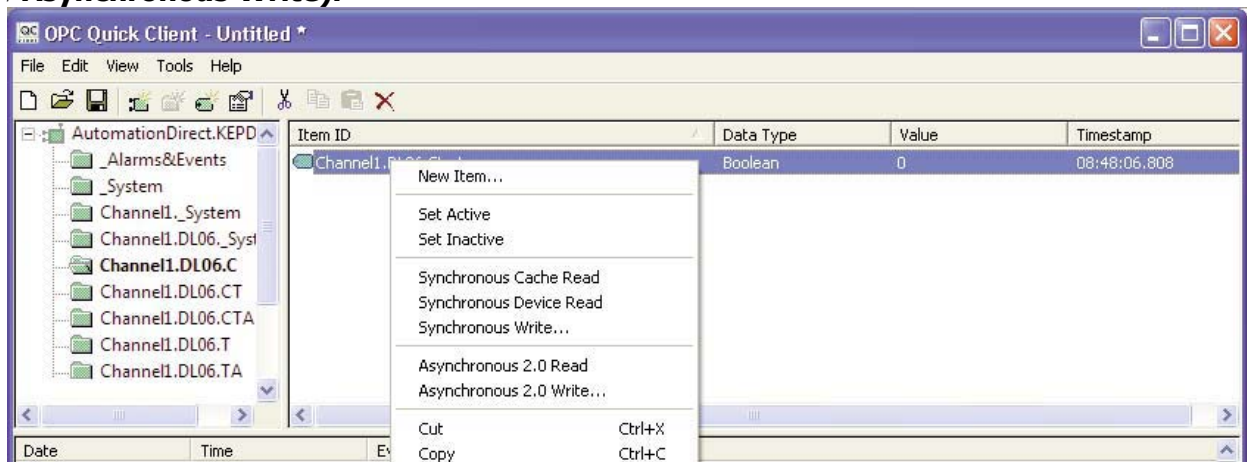 Asynchronous Write).
OPC Quick Client - Untitled *
File Edit View Tools Help
AutomationDirect.KEPD
_Alarms&Events
_System
Channel1._System
Channel1.DL06._Syst
Channel1.DL06.C
Channel1.DL06.CT
Channel1.DL06.CTA
Channel1.DL06.T
Channel1.DL06.TA
Item ID Data Type Value Timestamp
Boolean 0 08:48:06.808
New Item...
Set Active
Set Inactive
Synchronous Cache Read
Synchronous Device Read
Synchronous Write...
Asynchronous 2.0 Read
Asynchronous 2.0 Write...
Cut Ctrl+X
Copy Ctrl+C
Date Time